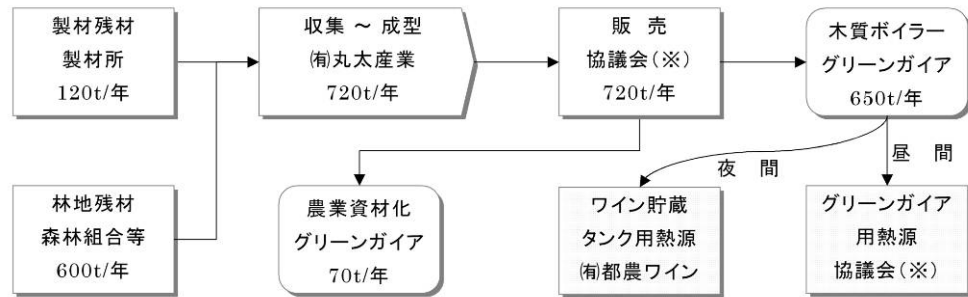 製材残材
製材所
120t/年
収集 ～ 成型
㈲丸太産業
720t/年
販　売
協議会(※)
720t/年
木質ボイラー
グリーンガイア
650t/年
夜　間
昼　間
林地残材
森林組合等
600t/年
農業資材化
グリーンガイア
70t/年
ワイン貯蔵
タンク用熱源
㈲都農ワイン
グリーンガイア
用熱源
協議会(※)